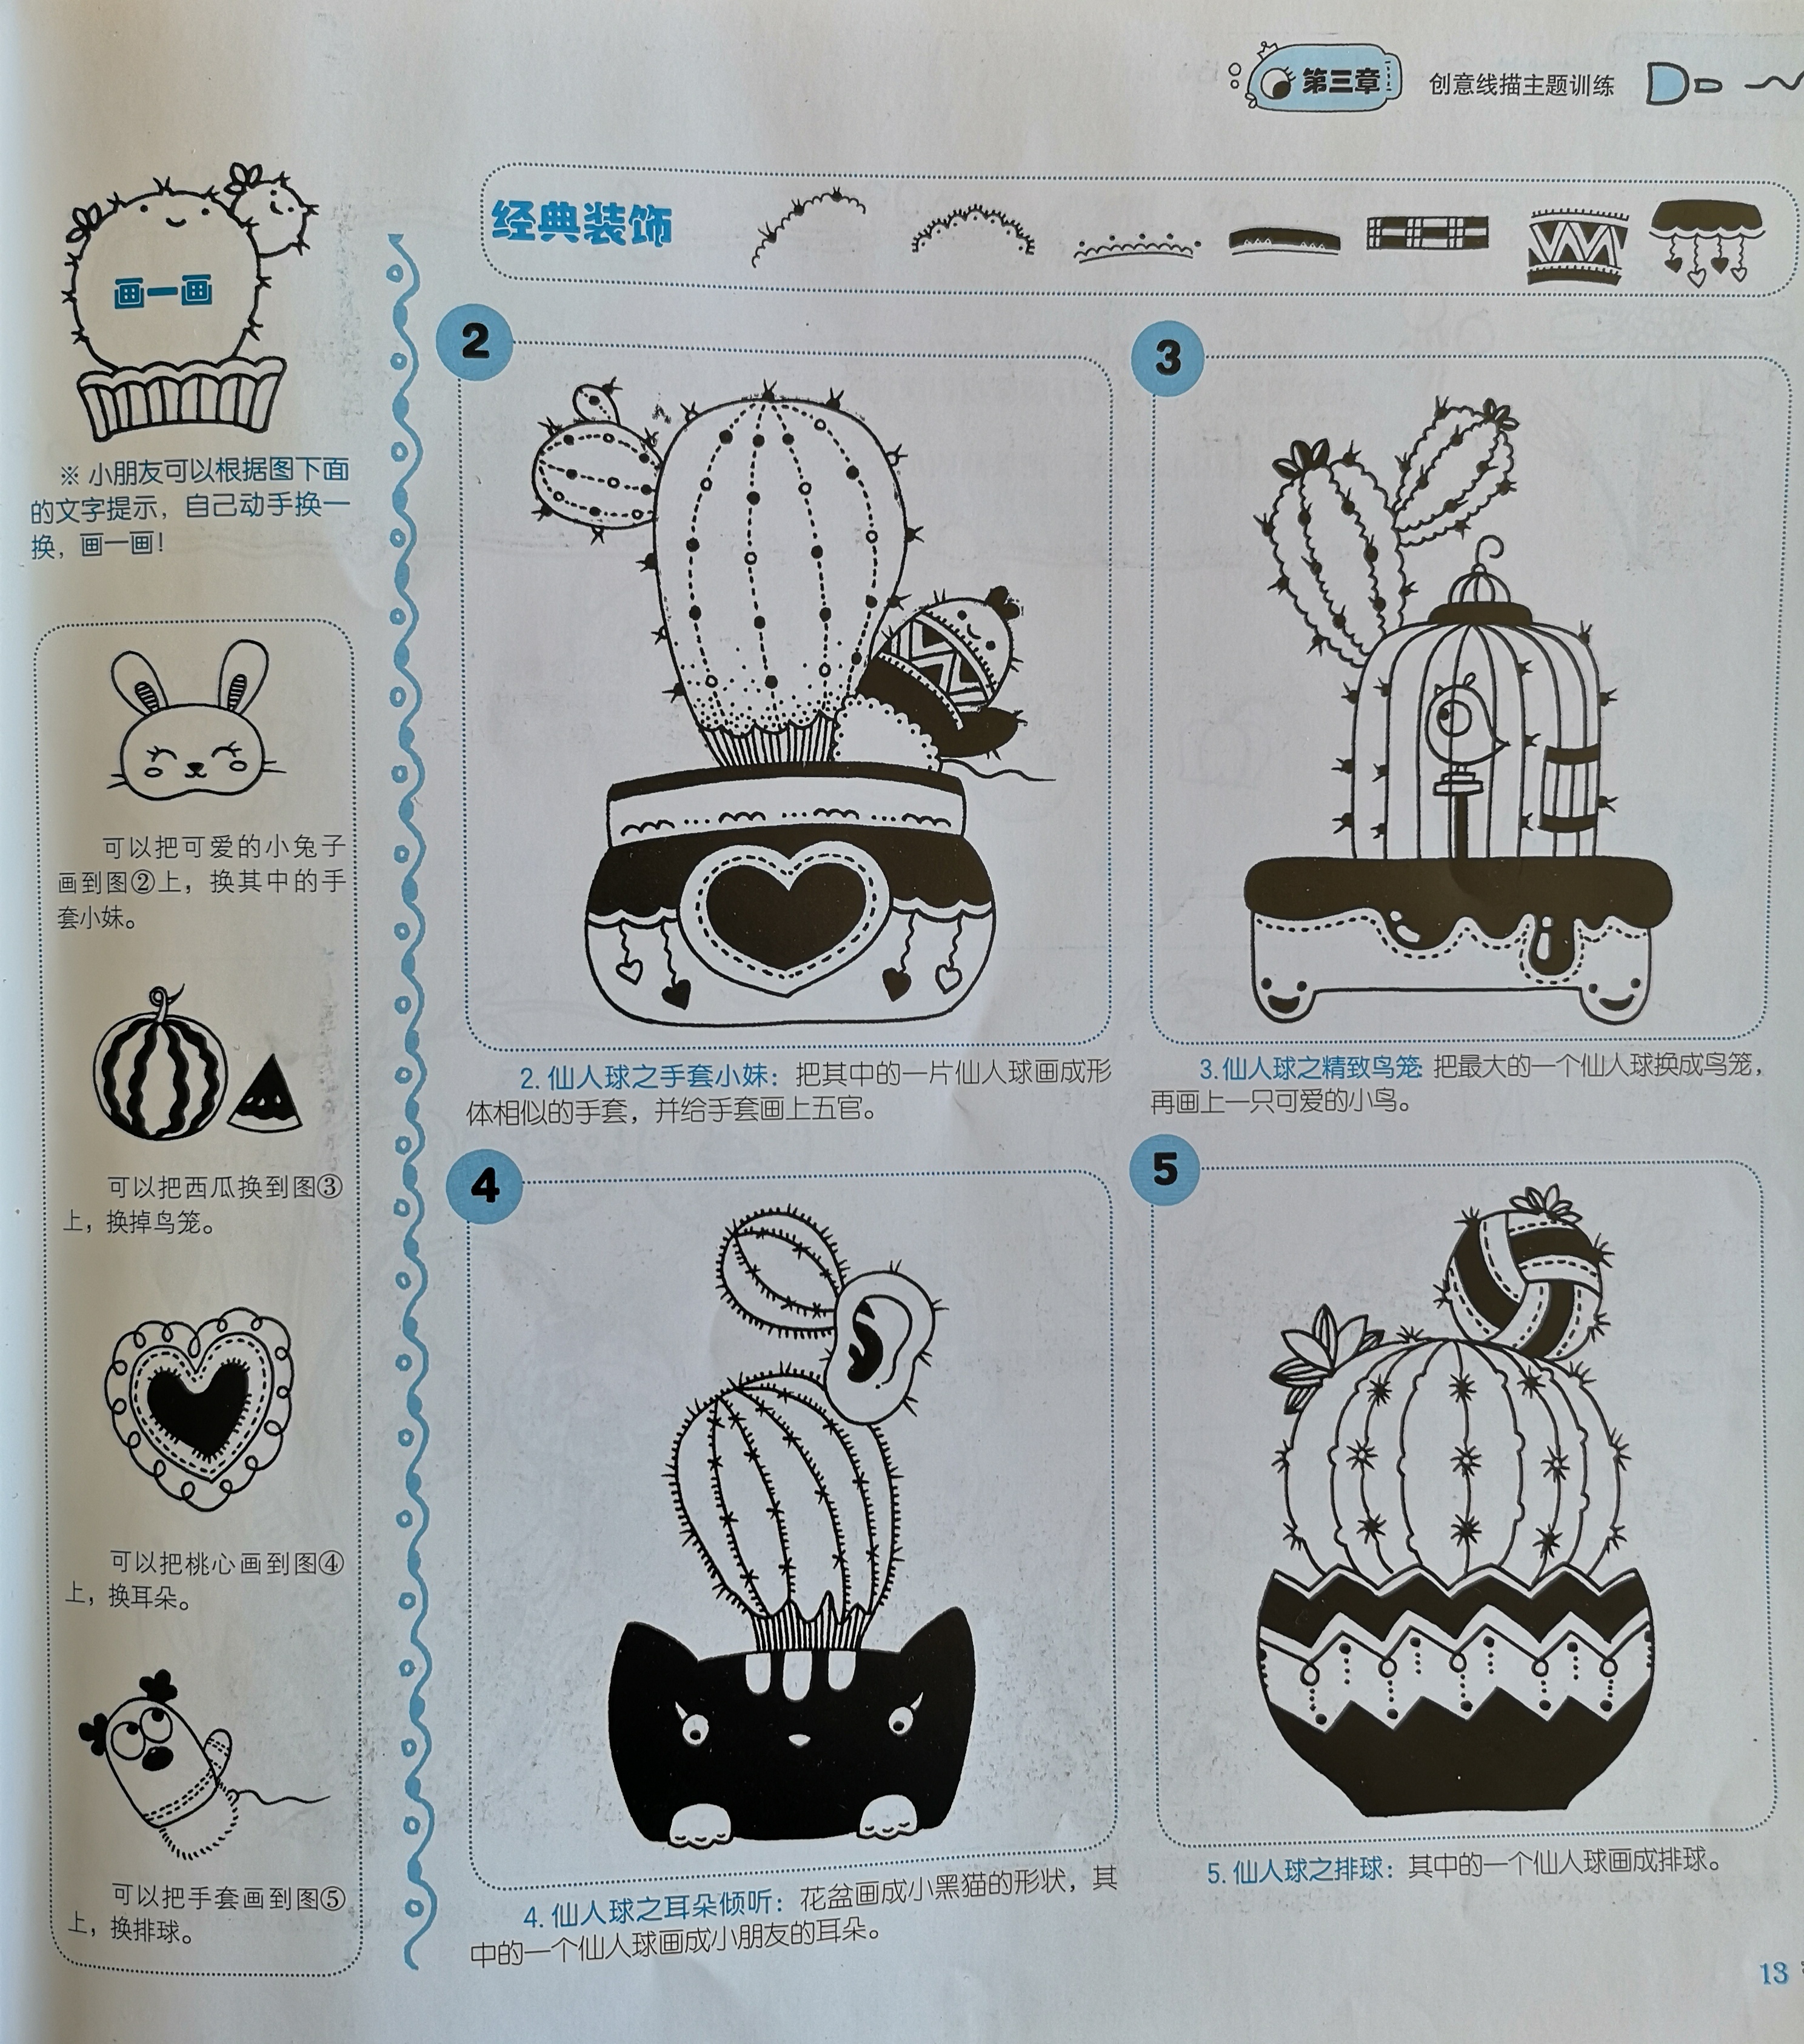 第三章 创意线描主题训练
经典装饰
画一画
※ 小朋友可以根据图下面
的文字提示，自己动手换一
换，画一画！
可以把可爱的小兔子
画到图②上，换其中的手
套小妹。
可以把西瓜换到图③
上，换掉鸟笼。
可以把桃心画到图④
上，换耳朵。
可以把手套画到图⑤
上，换排球。
2
2. 仙人球之手套小妹：把其中的一片仙人球画成形
体相似的手套，并给手套画上五官。
3
3.仙人球之精致鸟笼：把最大的一个仙人球换成鸟笼，
再画上一只可爱的小鸟。
4
4. 仙人球之耳朵倾听：花盆画成小黑猫的形状，其
中的一个仙人球画成小朋友的耳朵。
5
5. 仙人球之排球：其中的一个仙人球画成排球。
13